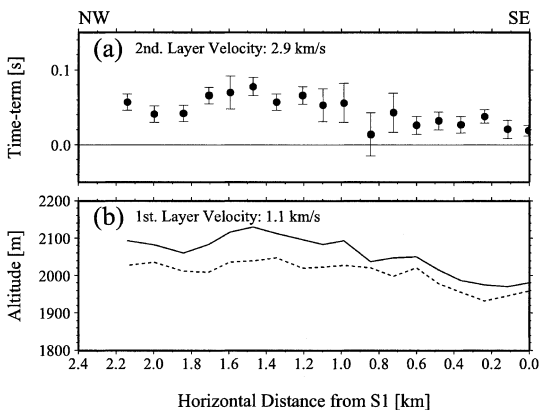 NW SE
(a) 2nd. Layer Velocity: 2.9 km/s
Time-term [s]
0.1
0.0
(b) 1st. Layer Velocity: 1.1 km/s
Altitude [m]
2200
2100
2000
1900
1800
2.4 2.2 2.0 1.8 1.6 1.4 1.2 1.0 0.8 0.6 0.4 0.2 0.0
Horizontal Distance from S1 [km]